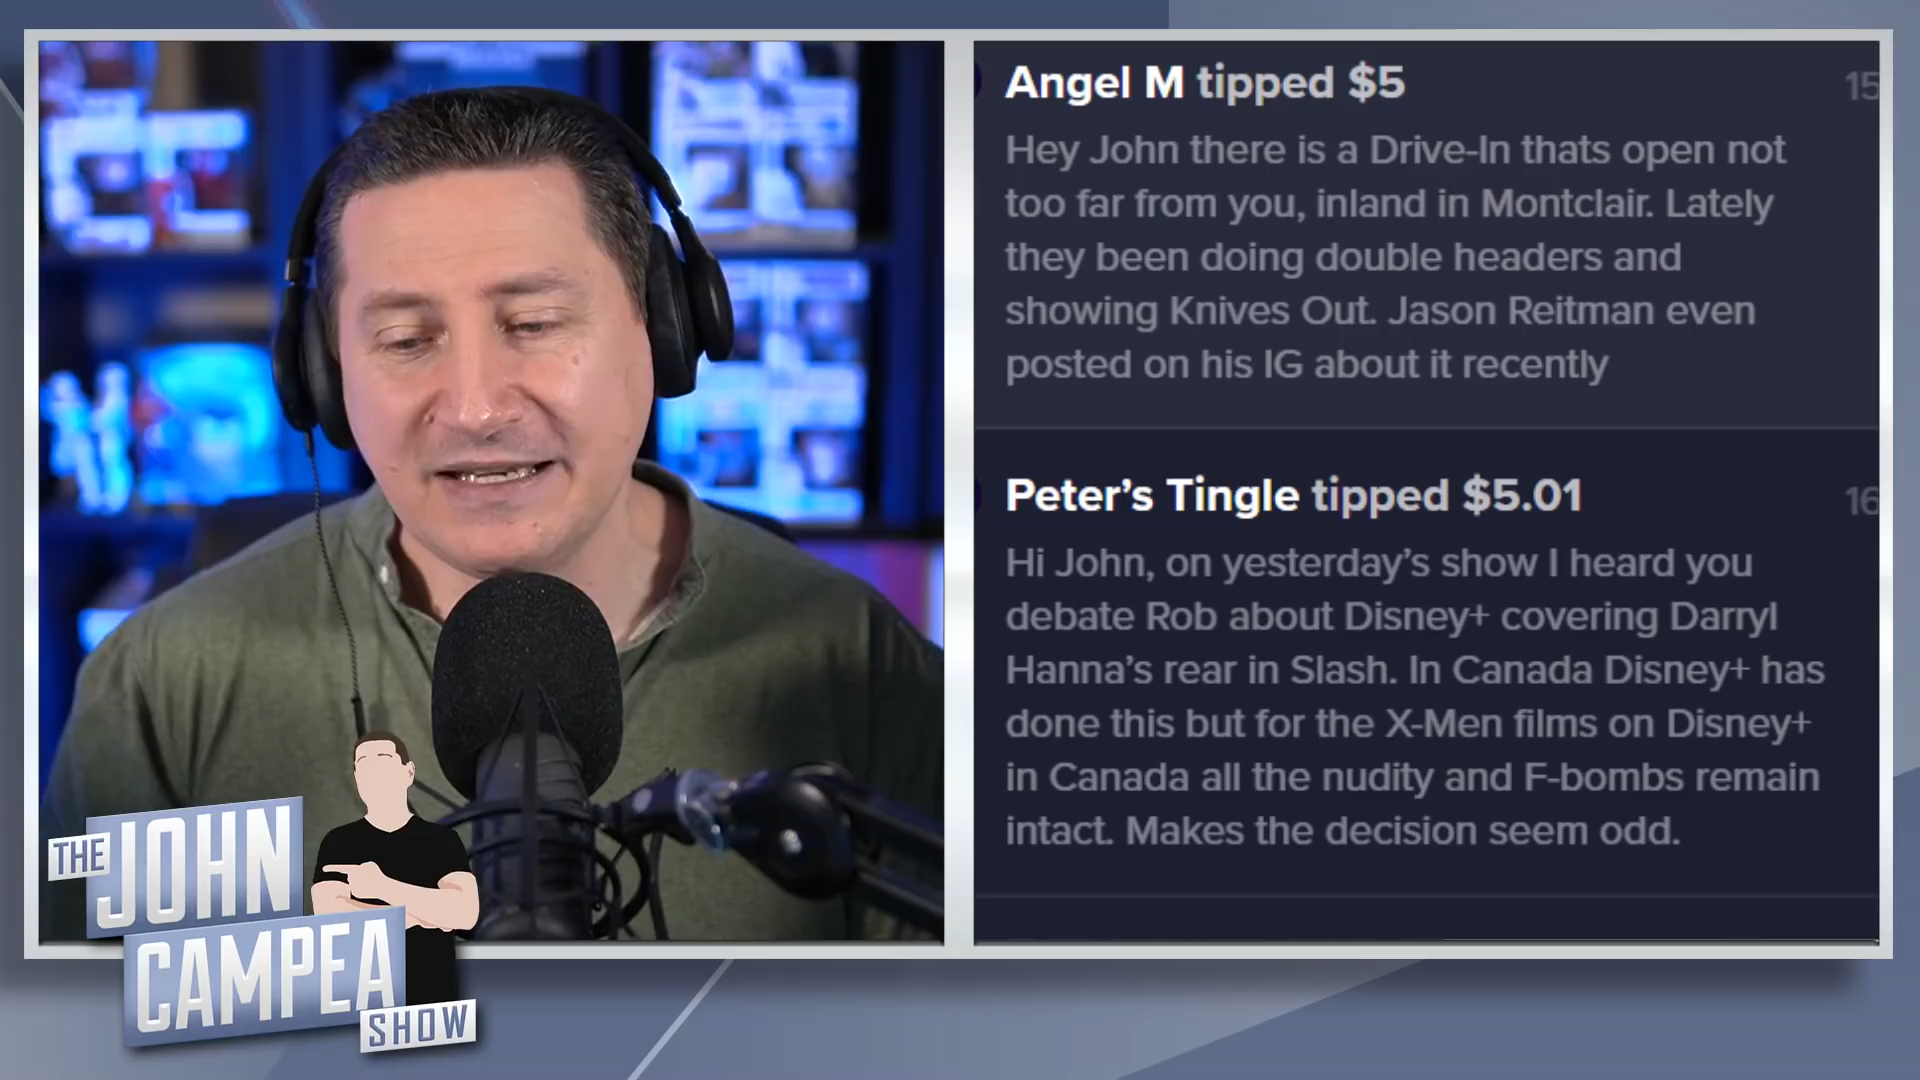 Angel M tipped $5
15
Hey John there is a Drive-In thats open not
too far from you, inland in Montclair. Lately
they been doing double headers and
showing Knives Out. Jason Reitman even
posted on his IG about it recently
Peter's Tingle tipped $5.01
16
Hi John, on yesterday's show I heard you
debate Rob about Disney+ covering Darryl
Hanna's rear in Slash. In Canada Disney+ has
done this but for the X-Men films on Disney+
in Canada all the nudity and F-bombs remain
intact. Makes the decision seem odd.
THE
JOHN
CAMPEA
SHOW